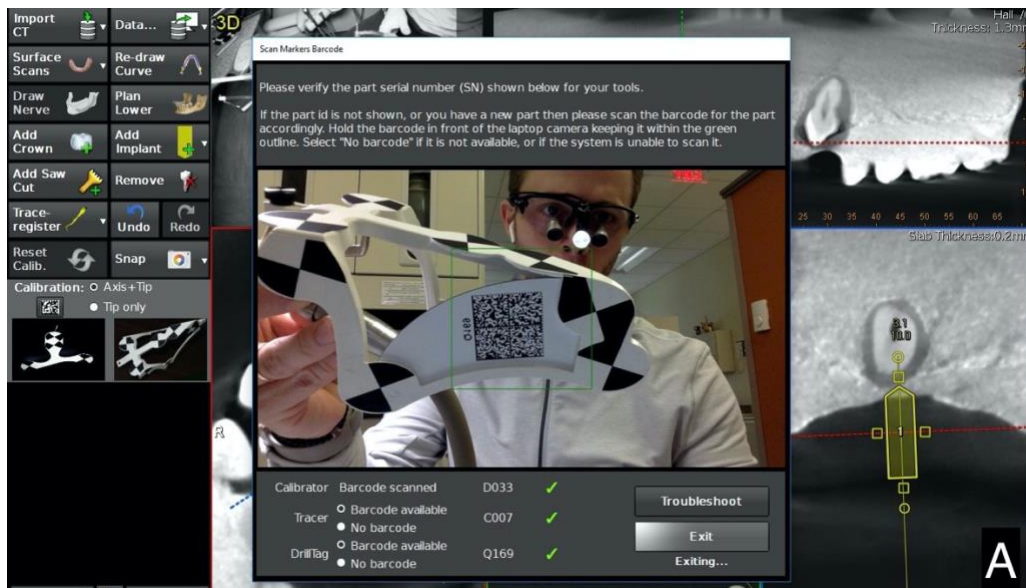 Import
CT
Data...
Surface
Scans
Re-draw
Curve
Draw
Nerve
Plan
Lower
Add
Crown
Add
Implant
Add Saw
Cut
Remove
Trace-
register
Undo
Redo
Reset
Calib.
Snap
Calibration:
Axis+Tip
Tip only
3D
R
Scan Markers Barcode
Please verify the part serial number (SN) shown below for your tools.
If the part id is not shown, or you have a new part then please scan the barcode for the part
accordingly. Hold the barcode in front of the laptop camera keeping it within the green
outline. Select "No barcode" if it is not available, or if the system is unable to scan it.
Calibrator Barcode scanned D033 ✓
Tracer
Barcode available
No barcode
C007 ✓
DrillTag
Barcode available
No barcode
Q169 ✓
Troubleshoot
Exit
Exiting...
Thickness: 1.3m
25 30 35 40 45 50 55 60 65
Slab Thickness:0.2m
1
A